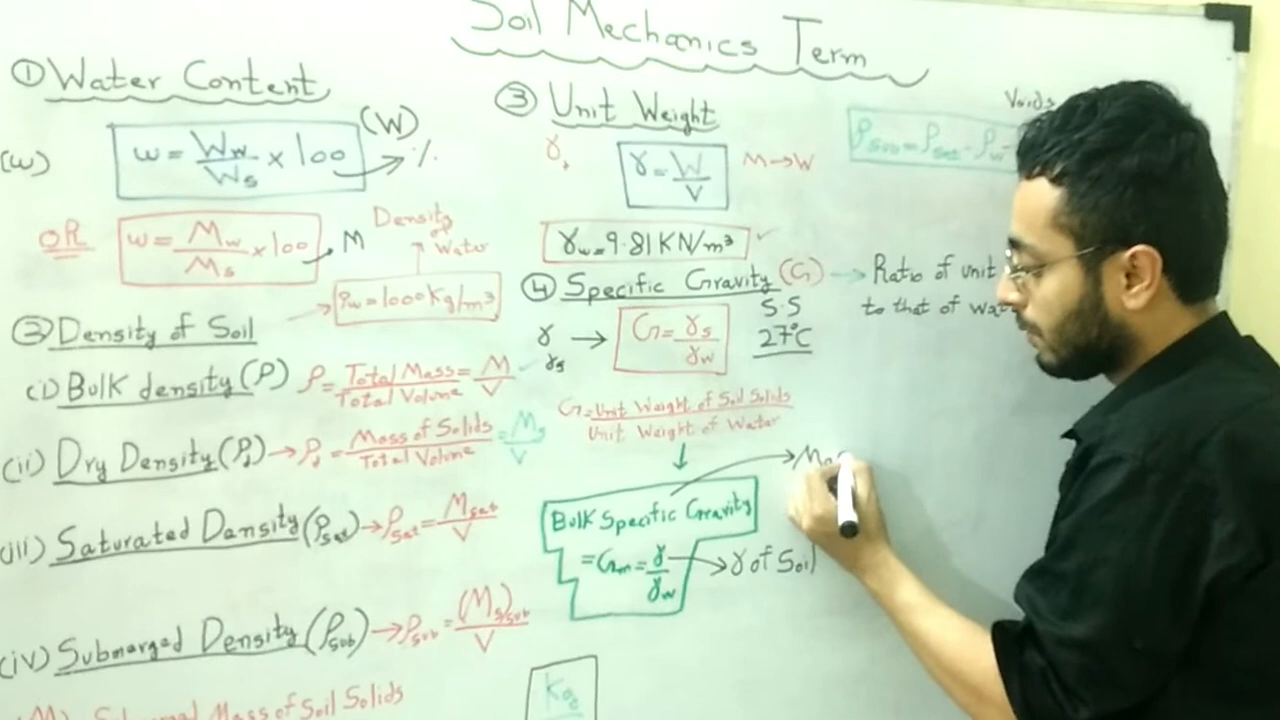 Soil Mechanics Term
① Water Content
(W)
(w) w = Ww/Ws × 100 → %
OR w = Mw/Ms × 100 → M
Density of Water
ρw = 1000 Kg/m³
② Density of Soil
(i) Bulk density (ρ) ρ = Total Mass/Total Volume = M/V
(ii) Dry Density (ρd) → ρd = Mass of Solids/Total Volume = Ms/V
(iii) Saturated Density (ρsat) → ρsat = Msat/V
(iv) Submerged Density (ρsub) → ρsub = (Ms)sub/V
Mass of Soil Solids
③ Unit Weight
γ, γ = W/V M → W
γw = 9.81 KN/m³ ✓
④ Specific Gravity (G) → Ratio of unit
to that of
S.S
27°C
γ → G = γs/γw
γs
G = Unit Weight of Soil Solids/Unit Weight of Water
Bulk Specific Gravity
= Gm = γ/γw → γ of Soil
Voids
ρsub = ρsat - ρw